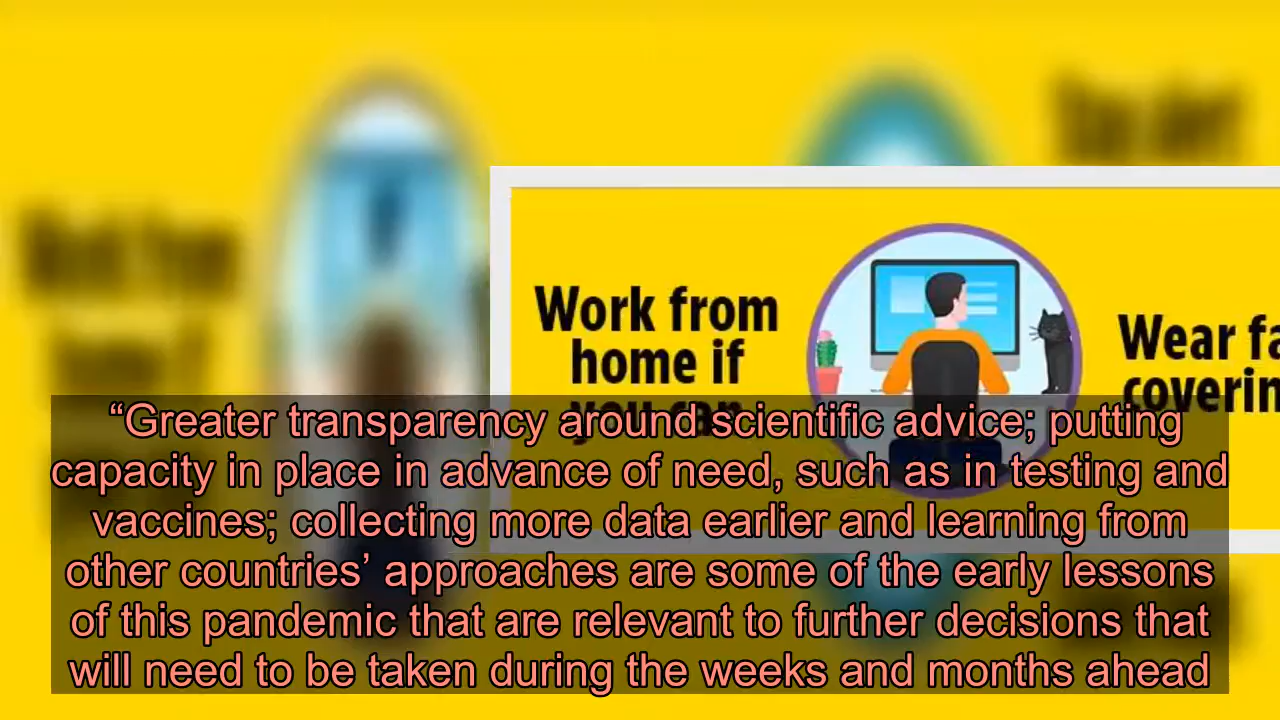 Work from
home if
you can
Wear fa
coverin
“Greater transparency around scientific advice; putting
capacity in place in advance of need, such as in testing and
vaccines; collecting more data earlier and learning from
other countries’ approaches are some of the early lessons
of this pandemic that are relevant to further decisions that
will need to be taken during the weeks and months ahead